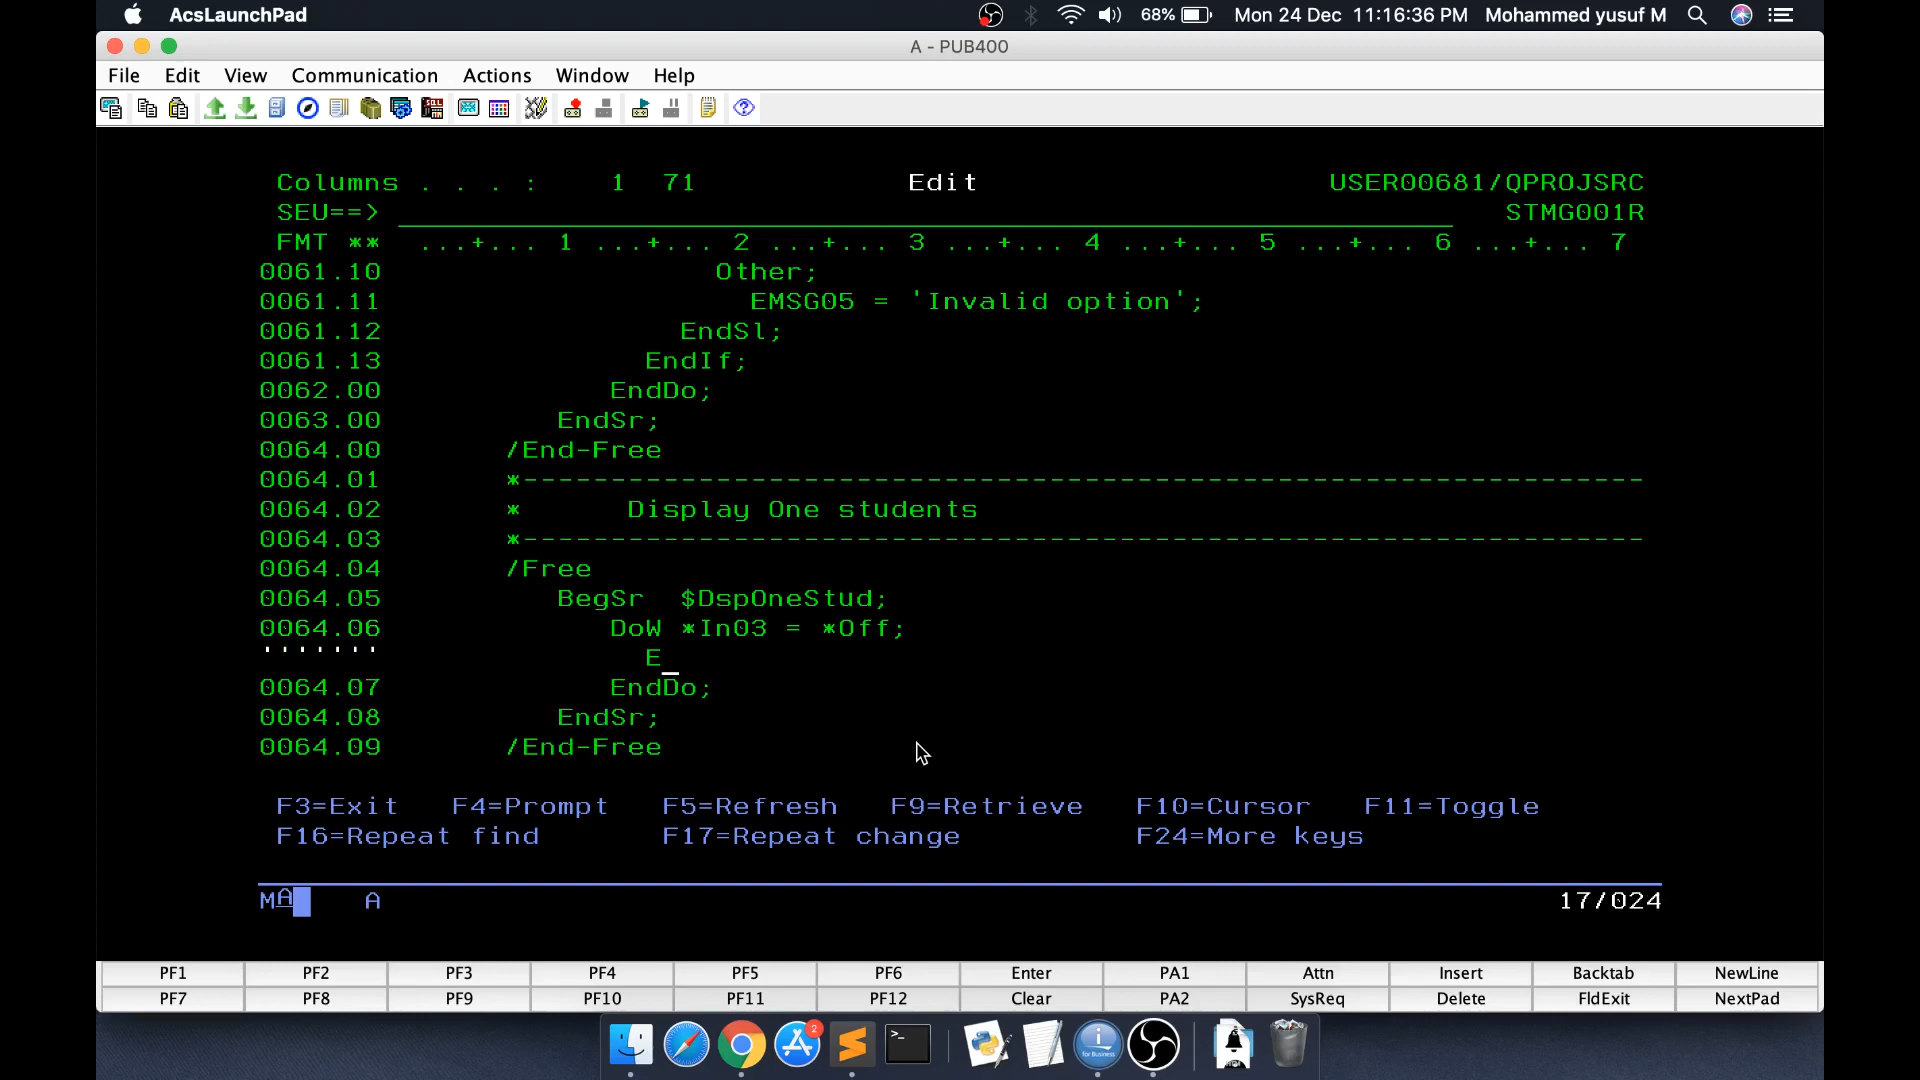 AcsLaunchPad 68% Mon 24 Dec 11:16:36 PM Mohammed yusuf M
A - PUB400
File Edit View Communication Actions Window Help
Columns . . . : 1 71 Edit USER00681/QPROJSRC
SEU==> STMG001R
FMT ** ...+... 1 ...+... 2 ...+... 3 ...+... 4 ...+... 5 ...+... 6 ...+... 7
0061.10 Other;
0061.11 EMSG05 = 'Invalid option';
0061.12 EndSl;
0061.13 EndIf;
0062.00 EndDo;
0063.00 EndSr;
0064.00 /End-Free
0064.01 *----------------------------------------------------------------
0064.02 * Display One students
0064.03 *----------------------------------------------------------------
0064.04 /Free
0064.05 BegSr $DspOneStud;
0064.06 DoW *In03 = *Off;
''''''' E_
0064.07 EndDo;
0064.08 EndSr;
0064.09 /End-Free
F3=Exit F4=Prompt F5=Refresh F9=Retrieve F10=Cursor F11=Toggle
F16=Repeat find F17=Repeat change F24=More keys
MA A 17/024
PF1 PF2 PF3 PF4 PF5 PF6 Enter PA1 Attn Insert Backtab NewLine
PF7 PF8 PF9 PF10 PF11 PF12 Clear PA2 SysReq Delete FldExit NextPad
2
for Business